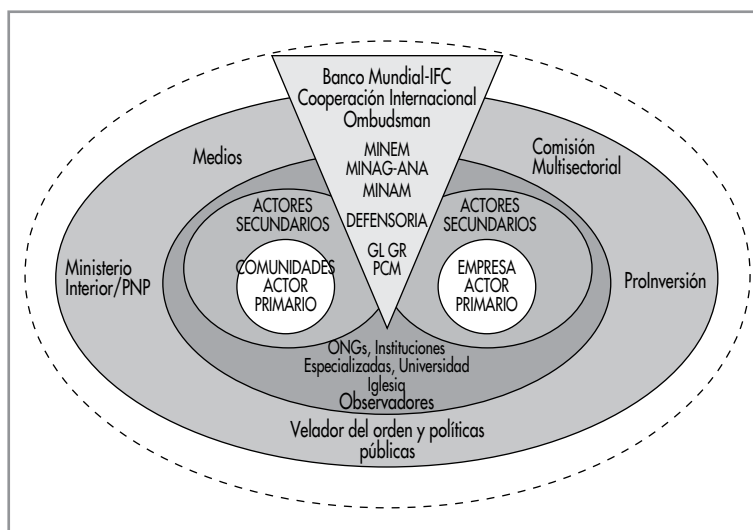 Banco Mundial-IFC
Cooperación Internacional
Ombudsman
MINEM
MINAG-ANA
MINAM
DEFENSORIA
GL GR
PCM
Medios
Comisión
Multisectorial
ACTORES
SECUNDARIOS
COMUNIDADES
ACTOR
PRIMARIO
ACTORES
SECUNDARIOS
EMPRESA
ACTOR
PRIMARIO
Ministerio
Interior/PNP
ProInversión
ONGs, Instituciones
Especializadas, Universidad
Iglesiq
Observadores
Velador del orden y políticas
públicas